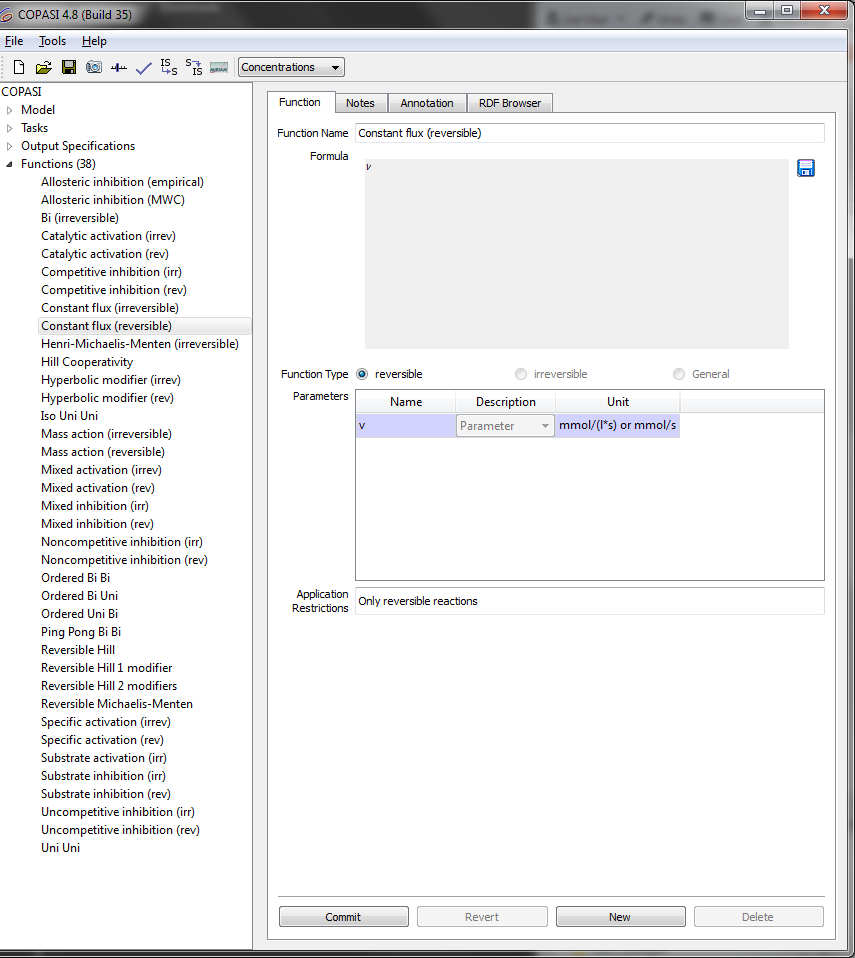 COPASI 4.8 (Build 35)
File Tools Help
IS S S IS Concentrations
COPASI
Model
Tasks
Output Specifications
Functions (38)
Allosteric inhibition (empirical)
Allosteric inhibition (MWC)
Bi (irreversible)
Catalytic activation (irrev)
Catalytic activation (rev)
Competitive inhibition (irr)
Competitive inhibition (rev)
Constant flux (irreversible)
Constant flux (reversible)
Henri-Michaelis-Menten (irreversible)
Hill Cooperativity
Hyperbolic modifier (irrev)
Hyperbolic modifier (rev)
Iso Uni Uni
Mass action (irreversible)
Mass action (reversible)
Mixed activation (irrev)
Mixed activation (rev)
Mixed inhibition (irr)
Mixed inhibition (rev)
Noncompetitive inhibition (irr)
Noncompetitive inhibition (rev)
Ordered Bi Bi
Ordered Bi Uni
Ordered Uni Bi
Ping Pong Bi Bi
Reversible Hill
Reversible Hill 1 modifier
Reversible Hill 2 modifiers
Reversible Michaelis-Menten
Specific activation (irrev)
Specific activation (rev)
Substrate activation (irr)
Substrate inhibition (irr)
Substrate inhibition (rev)
Uncompetitive inhibition (irr)
Uncompetitive inhibition (rev)
Uni Uni
Function Notes Annotation RDF Browser
Function Name Constant flux (reversible)
Formula v
Function Type reversible irreversible General
Parameters Name Description Unit
v Parameter mmol/(l*s) or mmol/s
Application
Restrictions Only reversible reactions
Commit Revert New Delete